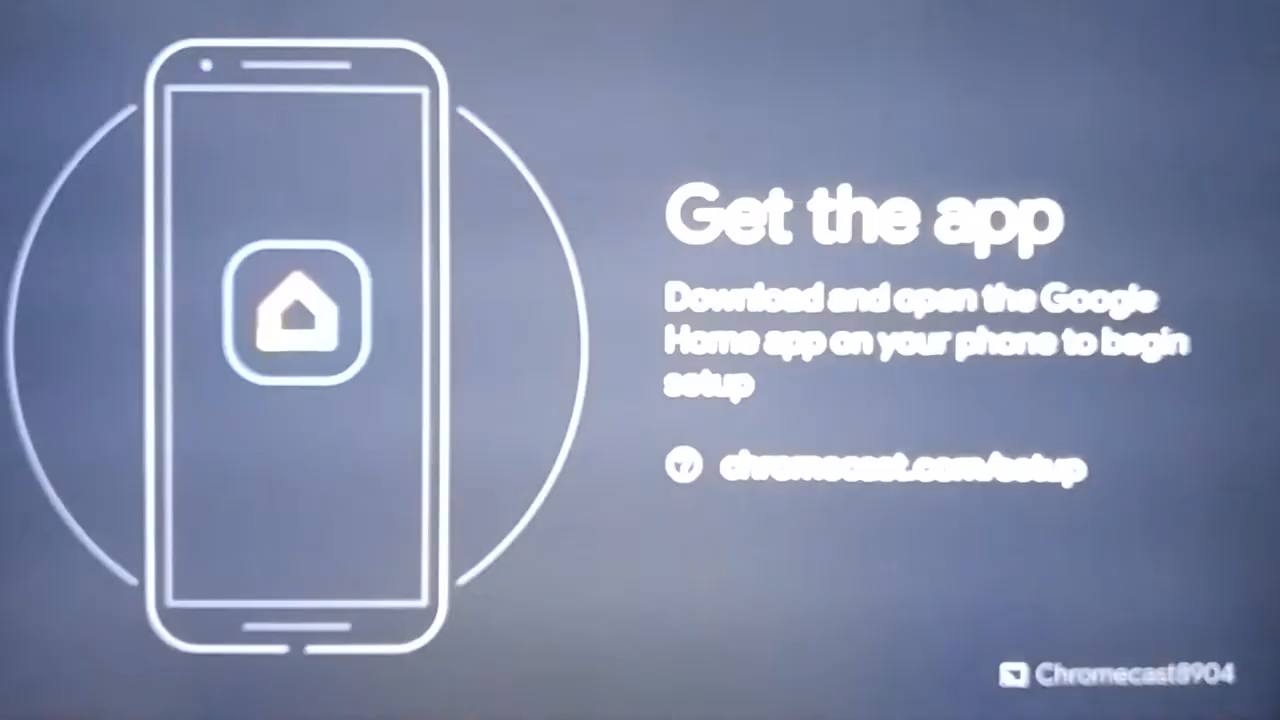 Get the app
Download and open the Google
Home app on your phone to begin
setup
chromecast.com/setup
Chromecast8904